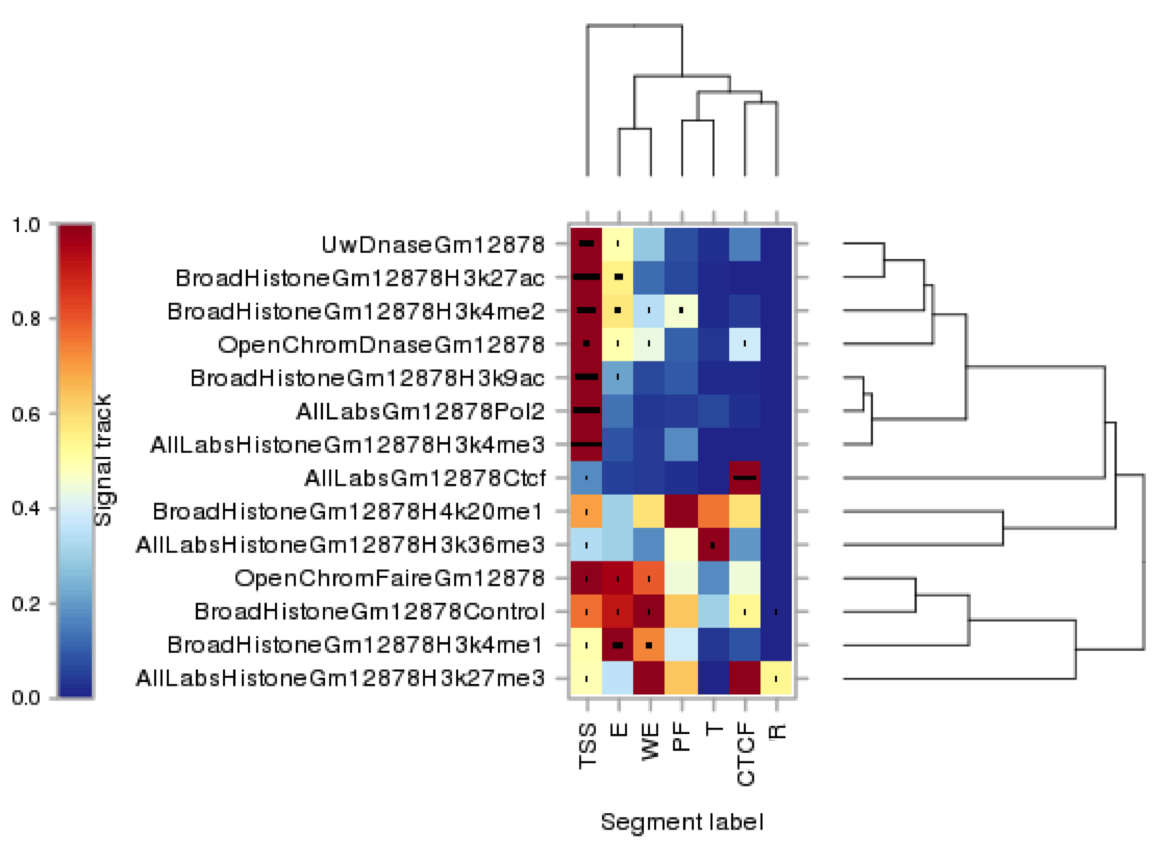 1.0
0.8
0.6
0.4
0.2
0.0
Signal track
UwDnaseGm12878
BroadHistoneGm12878H3k27ac
BroadHistoneGm12878H3k4me2
OpenChromDnaseGm12878
BroadHistoneGm12878H3k9ac
AllLabsGm12878Pol2
AllLabsHistoneGm12878H3k4me3
AllLabsGm12878Ctcf
BroadHistoneGm12878H4k20me1
AllLabsHistoneGm12878H3k36me3
OpenChromFaireGm12878
BroadHistoneGm12878Control
BroadHistoneGm12878H3k4me1
AllLabsHistoneGm12878H3k27me3
TSS
E
WE
PF
T
CTCF
R
Segment label